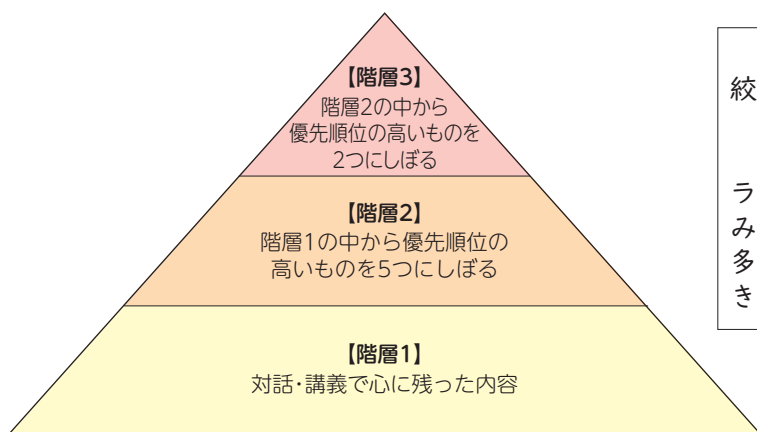 【階層3】
階層2の中から
優先順位の高いものを
2つにしぼる
【階層2】
階層1の中から優先順位の
高いものを5つにしぼる
【階層1】
対話・講義で心に残った内容
絞
ラみ多き